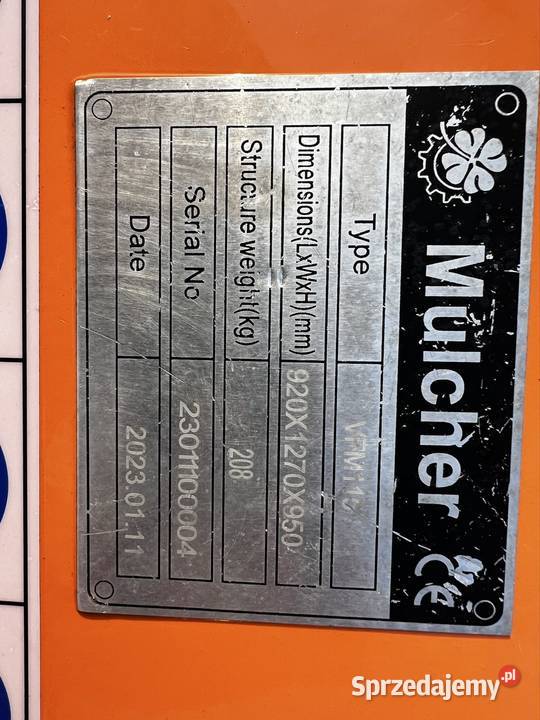 Mulcher CE
Type
Dimensions(LxWxH)(mm) 920X1270X950
Structure weight(kg) 208
Serial No 23011100004
Date 2023.01.11
Sprzedajemy.pl